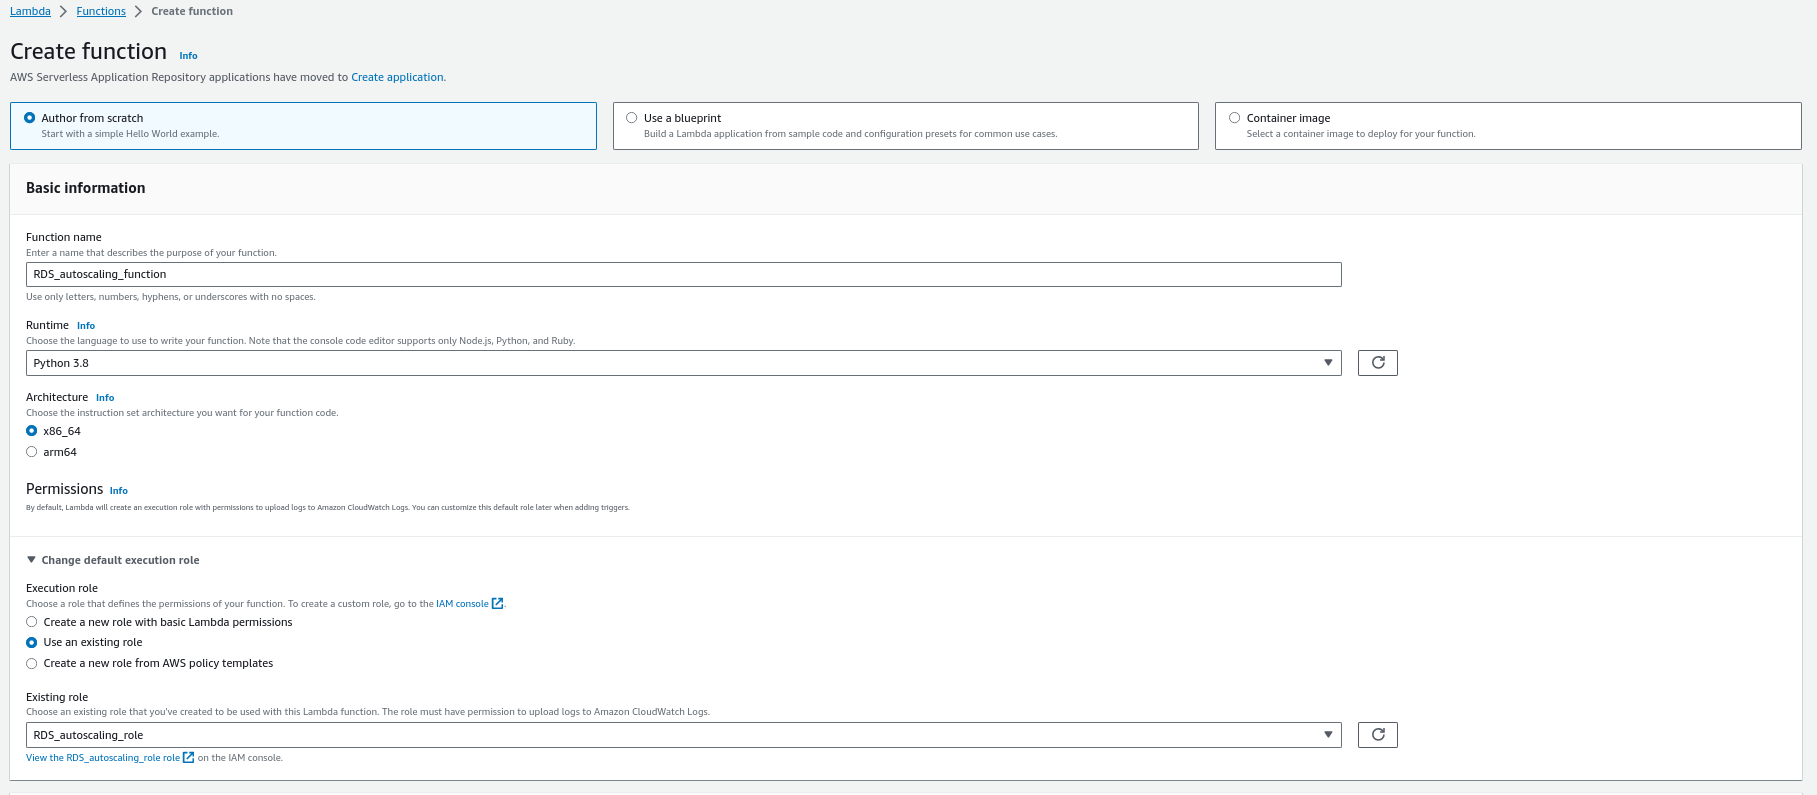 Lambda > Functions > Create function
Create function Info
AWS Serverless Application Repository applications have moved to Create application.
Author from scratch
Start with a simple Hello World example.
Use a blueprint
Build a Lambda application from sample code and configuration presets for common use cases.
Container image
Select a container image to deploy for your function.
Basic information
Function name
Enter a name that describes the purpose of your function.
RDS_autoscaling_function
Use only letters, numbers, hyphens, or underscores with no spaces.
Runtime Info
Choose the language to use to write your function. Note that the console code editor supports only Node.js, Python, and Ruby.
Python 3.8
Architecture Info
Choose the instruction set architecture you want for your function code.
x86_64
arm64
Permissions Info
By default, Lambda will create an execution role with permissions to upload logs to Amazon CloudWatch Logs. You can customize this default role later when adding triggers.
Change default execution role
Execution role
Choose a role that defines the permissions of your function. To create a custom role, go to the IAM console.
Create a new role with basic Lambda permissions
Use an existing role
Create a new role from AWS policy templates
Existing role
Choose an existing role that you've created to be used with this Lambda function. The role must have permission to upload logs to Amazon CloudWatch Logs.
RDS_autoscaling_role
View the RDS_autoscaling_role role on the IAM console.